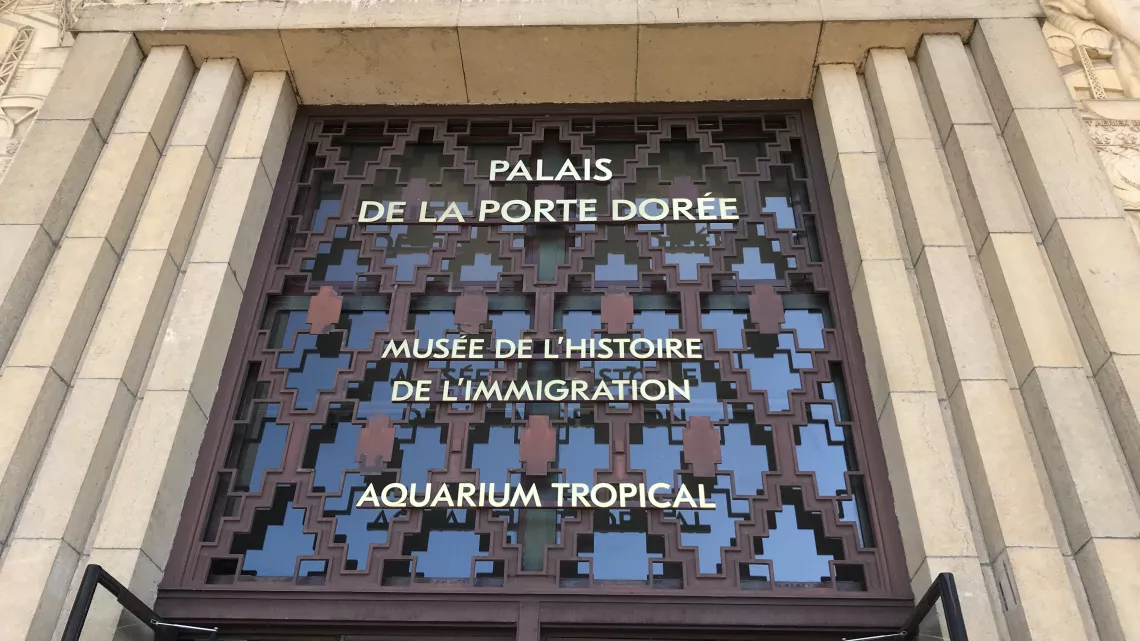 PALAIS
DE LA PORTE DORÉE
MUSÉE DE L'HISTOIRE
DE L'IMMIGRATION
AQUARIUM TROPICAL